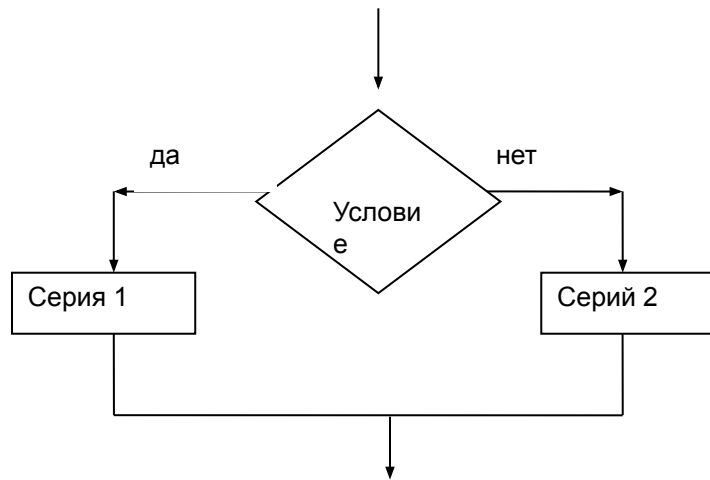 да
нет
Услови
е
Серия 1
Серий 2